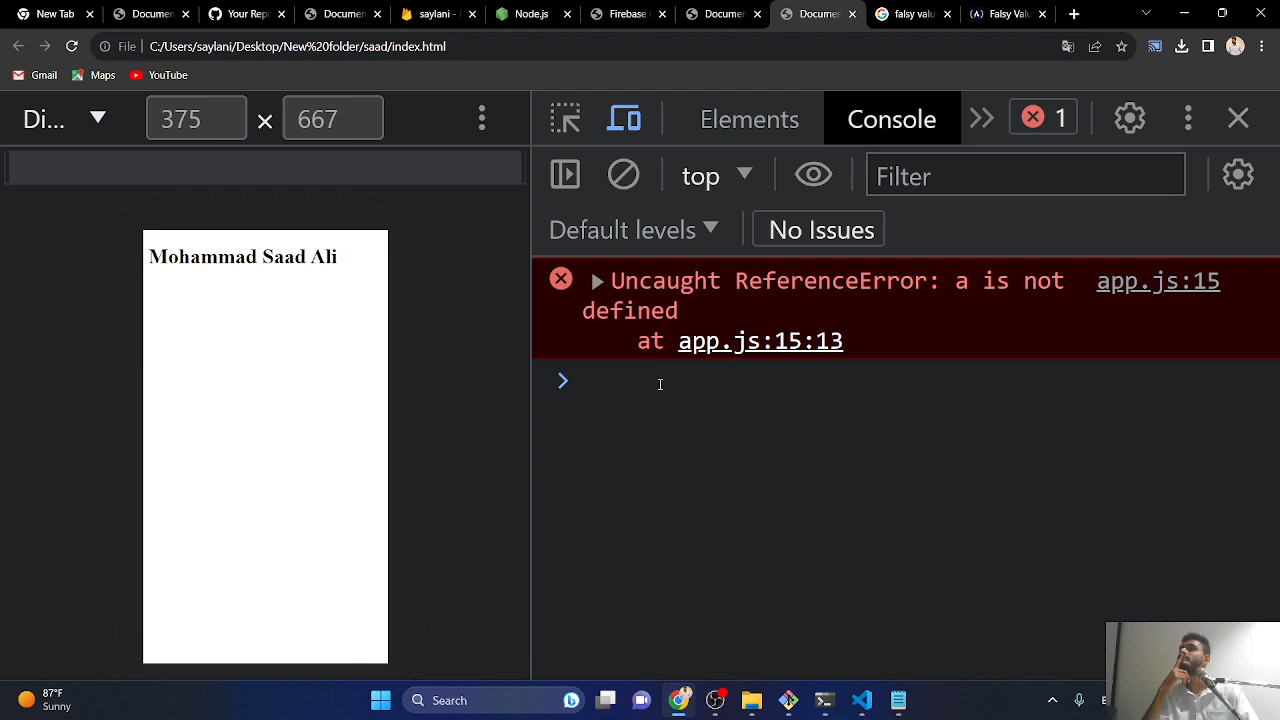 New Tab
Documen
Your Repo
Documen
saylani -
Node.js
Firebase C
Documen
Documen
falsy valu
Falsy Valu
File C:/Users/saylani/Desktop/New%20folder/saad/index.html
Gmail Maps YouTube
Di... 375 × 667
Elements Console 1
top Filter
Default levels No Issues
Mohammad Saad Ali
Uncaught ReferenceError: a is not app.js:15
defined
at app.js:15:13
87°F
Sunny
Search